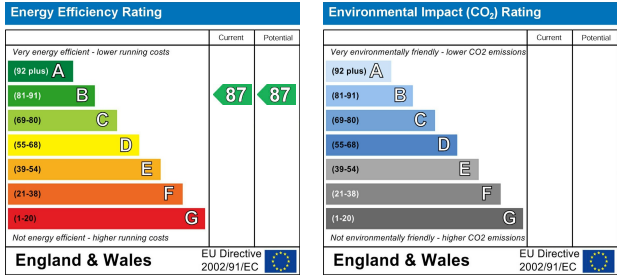 Energy Efficiency Rating
Current Potential
Very energy efficient - lower running costs
(92 plus) A
(81-91) B 87 87
(69-80) C
(55-68) D
(39-54) E
(21-38) F
(1-20) G
Not energy efficient - higher running costs
England & Wales
EU Directive
2002/91/EC
Environmental Impact (CO₂) Rating
Current Potential
Very environmentally friendly - lower CO2 emissions
(92 plus) A
(81-91) B
(69-80) C
(55-68) D
(39-54) E
(21-38) F
(1-20) G
Not environmentally friendly - higher CO2 emissions
England & Wales
EU Directive
2002/91/EC